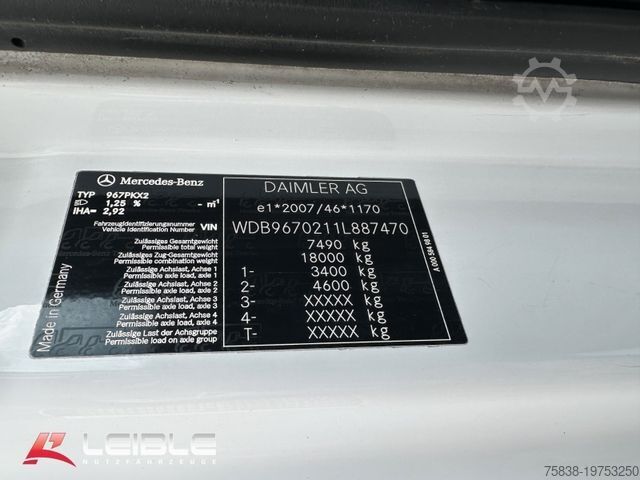 Mercedes-Benz
TYP 967PKX2
1,25 % - m⁻¹
IHA= 2,92
DAIMLER AG
e1*2007/46*1170
Fahrzeugidentifizierungsnummer
Vehicle Identification Number VIN WDB9670211L887470
Zulässiges Gesamtgewicht
Permissible total weight 7490 kg
Zulässiges Zug-Gesamtgewicht
Permissible combination weight 18000 kg
Zulässige Achslast, Achse 1
Permissible axle load, axle 1 1- 3400 kg
Zulässige Achslast, Achse 2
Permissible axle load, axle 2 2- 4600 kg
Zulässige Achslast, Achse 3
Permissible axle load, axle 3 3- XXXXX kg
Zulässige Achslast, Achse 4
Permissible axle load, axle 4 4- XXXXX kg
Zulässige Last der Achsgruppe
Permissible load on axle group T- XXXXX kg
Made in Germany
A 000 584 98 01
LEIBLE
NUTZFAHRZEUGE
75838-19753250